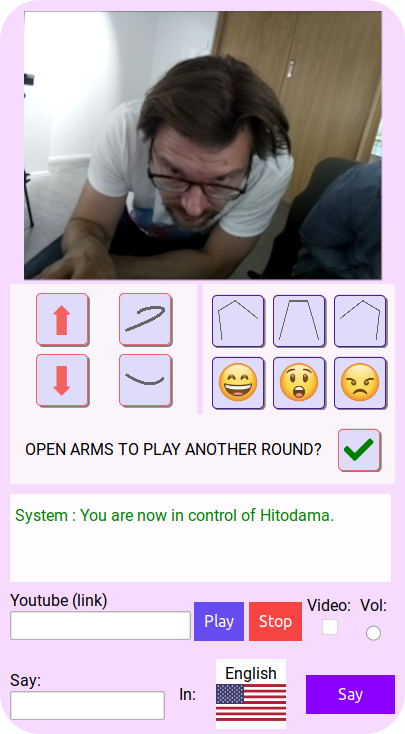 OPEN ARMS TO PLAY ANOTHER ROUND?
System : You are now in control of Hitodama.
Youtube (link)
Play
Stop
Video:
Vol:
Say:
In:
English
Say